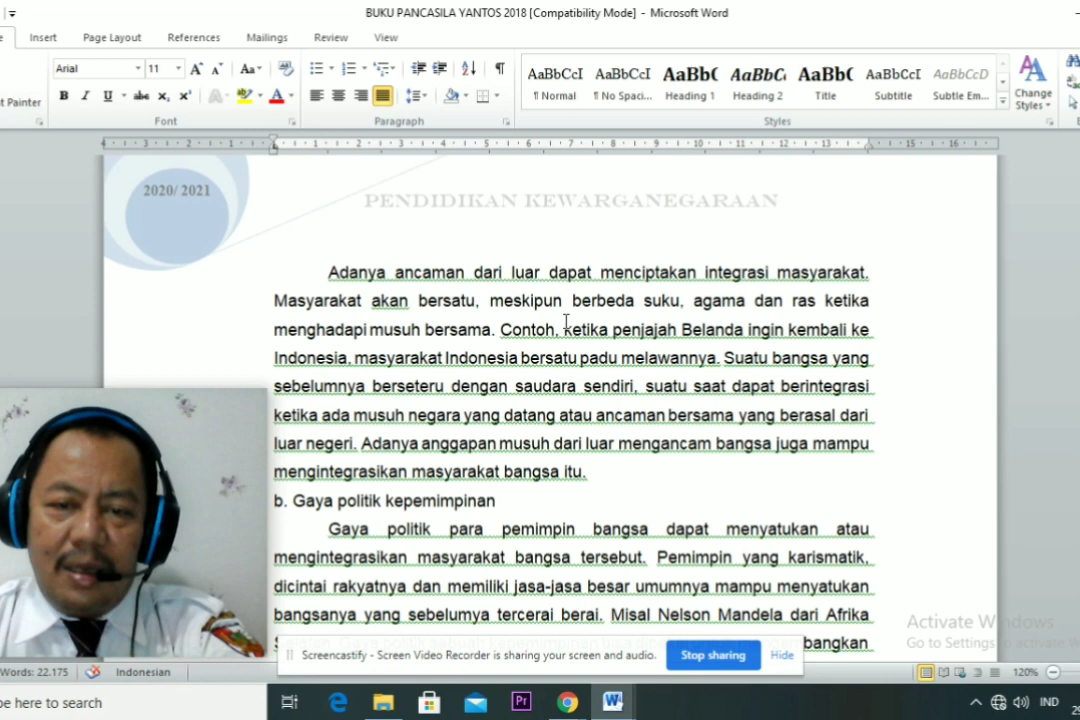 BUKU PANCASILA YANTOS 2018 [Compatibility Mode] - Microsoft Word
Insert Page Layout References Mailings Review View
Arial 11
AaBbCcI AaBbCcI AaBbC AaBbC AaBbC AaBbCcI AaBbCcD
t Painter
¶ Normal ¶ No Spaci... Heading 1 Heading 2 Title Subtitle Subtle Em...
Change Styles
Font Paragraph Styles
2020/ 2021
PENDIDIKAN KEWARGANEGARAAN
Adanya ancaman dari luar dapat menciptakan integrasi masyarakat.
Masyarakat akan bersatu, meskipun berbeda suku, agama dan ras ketika
menghadapi musuh bersama. Contoh, ketika penjajah Belanda ingin kembali ke
Indonesia, masyarakat Indonesia bersatu padu melawannya. Suatu bangsa yang
sebelumnya berseteru dengan saudara sendiri, suatu saat dapat berintegrasi
ketika ada musuh negara yang datang atau ancaman bersama yang berasal dari
luar negeri. Adanya anggapan musuh dari luar mengancam bangsa juga mampu
mengintegrasikan masyarakat bangsa itu.
b. Gaya politik kepemimpinan
Gaya politik para pemimpin bangsa dapat menyatukan atau
mengintegrasikan masyarakat bangsa tersebut. Pemimpin yang karismatik,
dicintai rakyatnya dan memiliki jasa-jasa besar umumnya mampu menyatukan
bangsanya yang sebelumya tercerai berai. Misal Nelson Mandela dari Afrika
bangkan
Activate Windows
Go to Settings to activate W
Screencastify - Screen Video Recorder is sharing your screen and audio. Stop sharing Hide
Words: 22.175 Indonesian 120%
pe here to search
IND